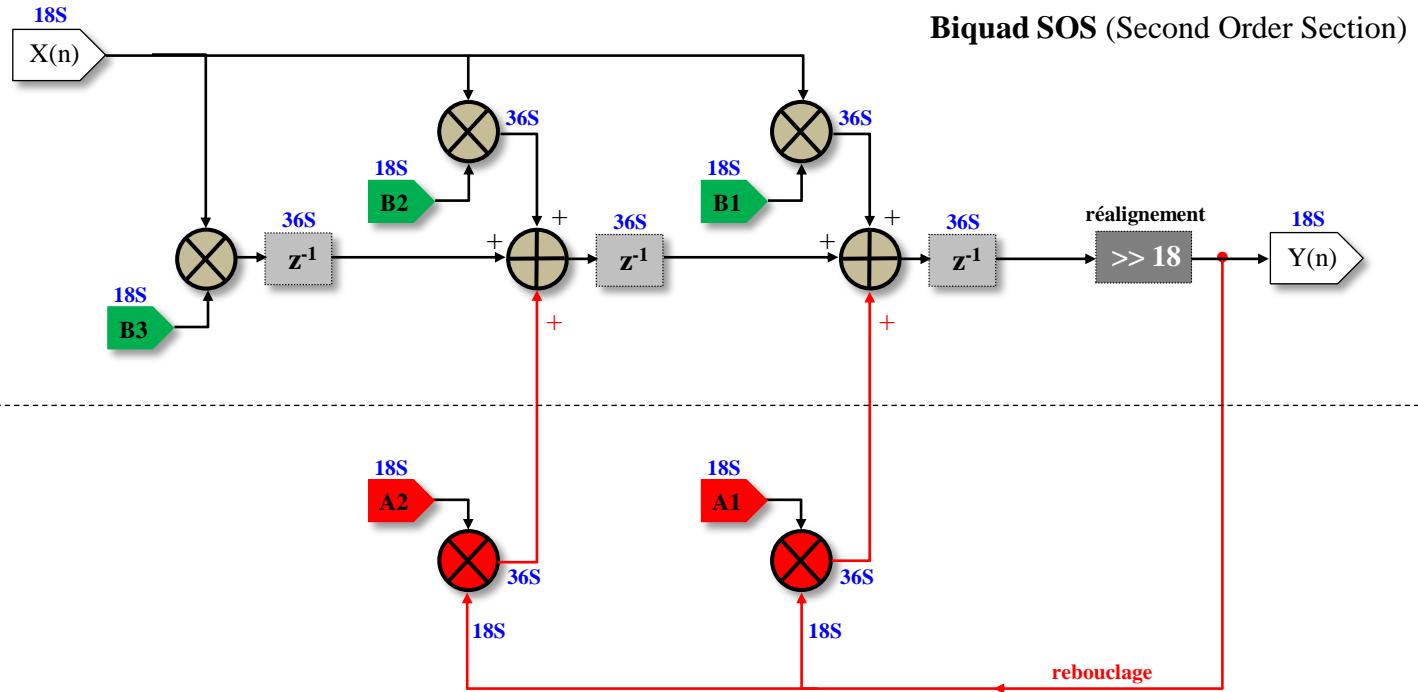 18S
X(n)
Biquad SOS (Second Order Section)
36S
36S
18S
B2
18S
B1
+
+
36S
+
36S
+
36S
réalignement
18S
z-1
z-1
z-1
>> 18
Y(n)
18S
B3
+
+
18S
A2
18S
A1
36S
36S
18S
18S
rebouclage